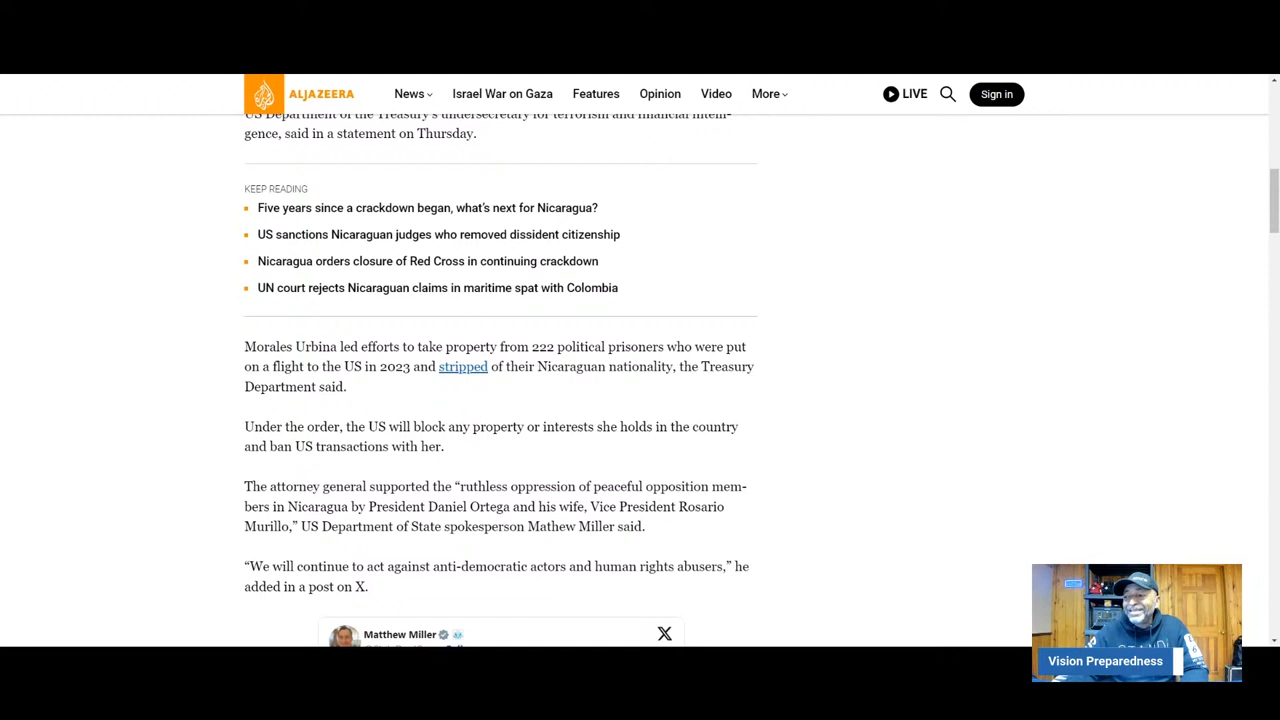 ALJAZEERA
News
Israel War on Gaza
Features
Opinion
Video
More
LIVE
Sign in
US Department of the Treasury's undersecretary for terrorism and financial intelli-
gence, said in a statement on Thursday.
KEEP READING
Five years since a crackdown began, what's next for Nicaragua?
US sanctions Nicaraguan judges who removed dissident citizenship
Nicaragua orders closure of Red Cross in continuing crackdown
UN court rejects Nicaraguan claims in maritime spat with Colombia
Morales Urbina led efforts to take property from 222 political prisoners who were put
on a flight to the US in 2023 and stripped of their Nicaraguan nationality, the Treasury
Department said.
Under the order, the US will block any property or interests she holds in the country
and ban US transactions with her.
The attorney general supported the “ruthless oppression of peaceful opposition mem-
bers in Nicaragua by President Daniel Ortega and his wife, Vice President Rosario
Murillo,” US Department of State spokesperson Mathew Miller said.
“We will continue to act against anti-democratic actors and human rights abusers,” he
added in a post on X.
Matthew Miller
X
Vision Preparedness